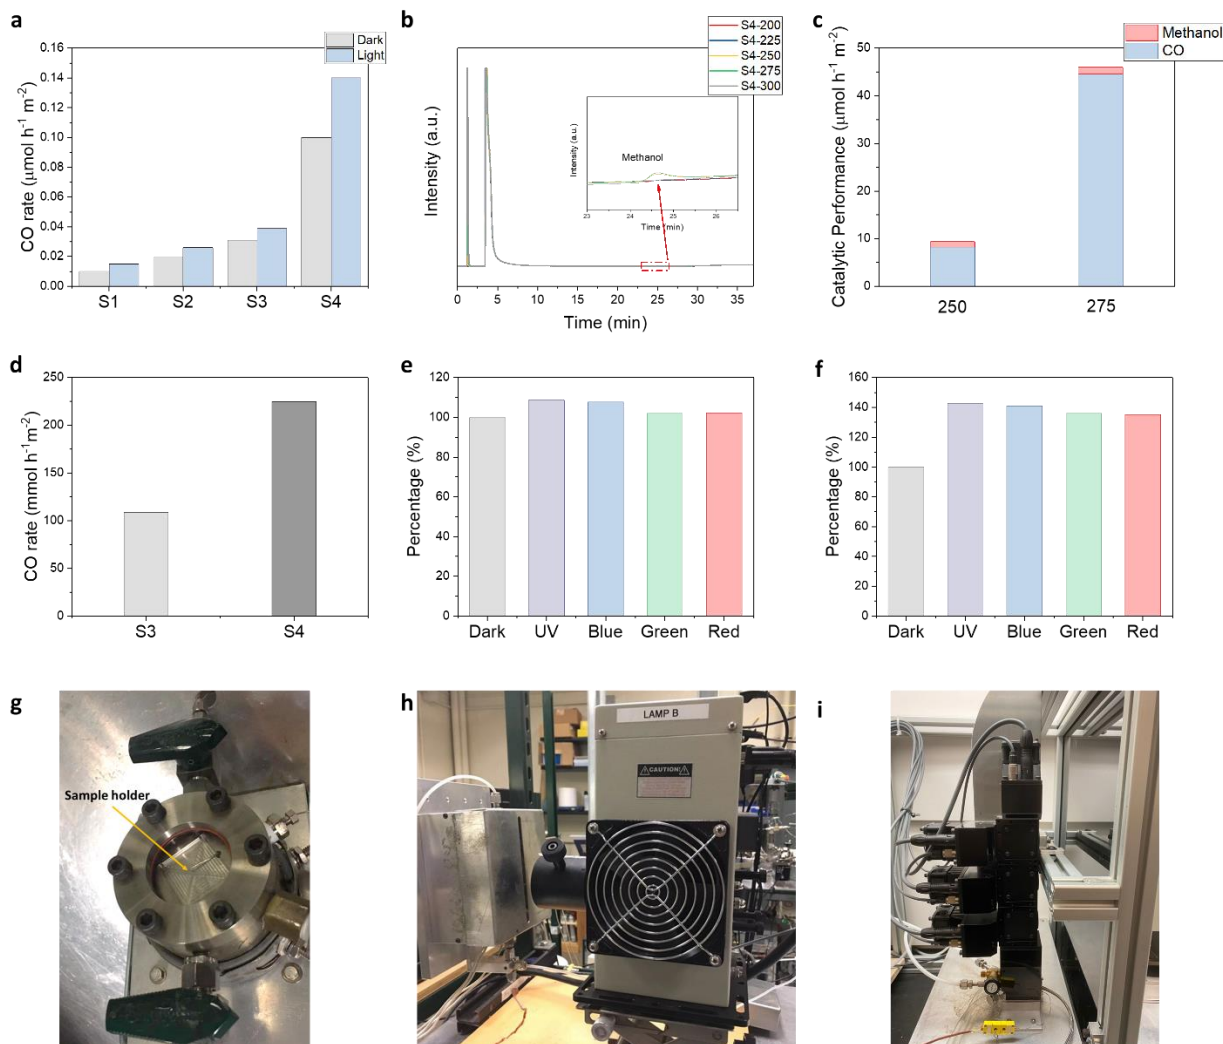 a
Dark
Light
CO rate (μmol h⁻¹ m⁻²)
0.16
0.14
0.12
0.10
0.08
0.06
0.04
0.02
0.00
S1 S2 S3 S4
b
S4-200
S4-225
S4-250
S4-275
S4-300
Intensity (a.u.)
Intensity (a.u.)
Methanol
23 24 25 26
Time (min)
0 5 10 15 20 25 30 35
Time (min)
c
Methanol
CO
Catalytic Performance (μmol h⁻¹ m⁻²)
50
40
30
20
10
0
250 275
d
CO rate (mmol h⁻¹m⁻²)
250
225
200
175
150
125
100
75
50
25
0
S3 S4
e
Percentage (%)
120
100
80
60
40
20
0
Dark UV Blue Green Red
f
Percentage (%)
160
140
120
100
80
60
40
20
0
Dark UV Blue Green Red
g
Sample holder
h
LAMP B
CAUTION!
i